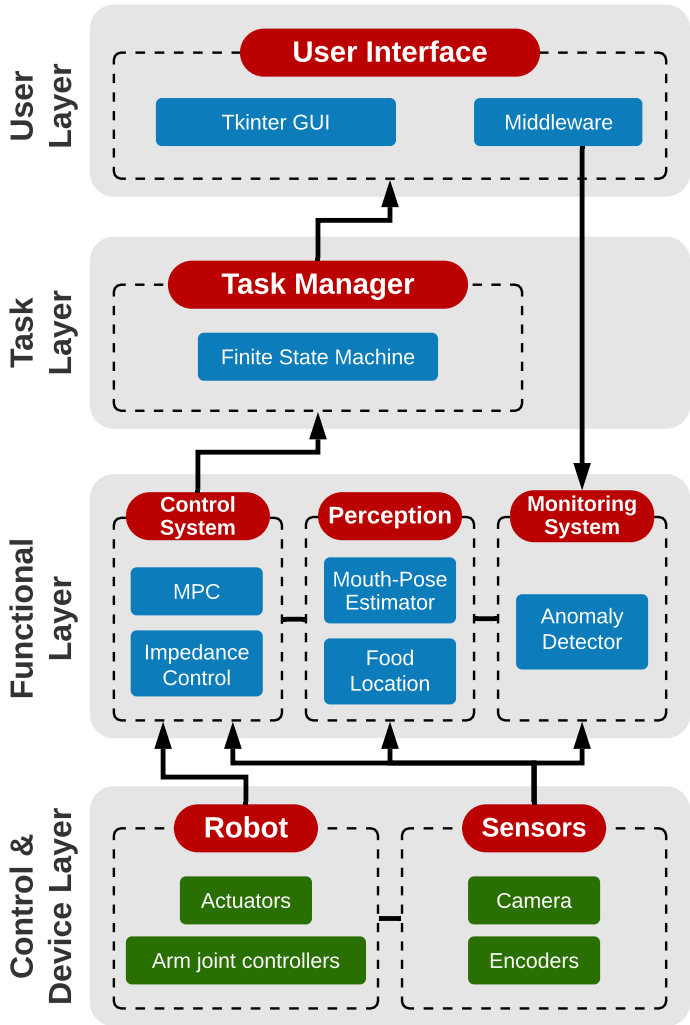 User
Layer
User Interface
Tkinter GUI
Middleware
Task
Layer
Task Manager
Finite State Machine
Functional
Layer
Control
System
MPC
Impedance
Control
Perception
Mouth-Pose
Estimator
Food
Location
Monitoring
System
Anomaly
Detector
Control &
Device Layer
Robot
Actuators
Arm joint controllers
Sensors
Camera
Encoders